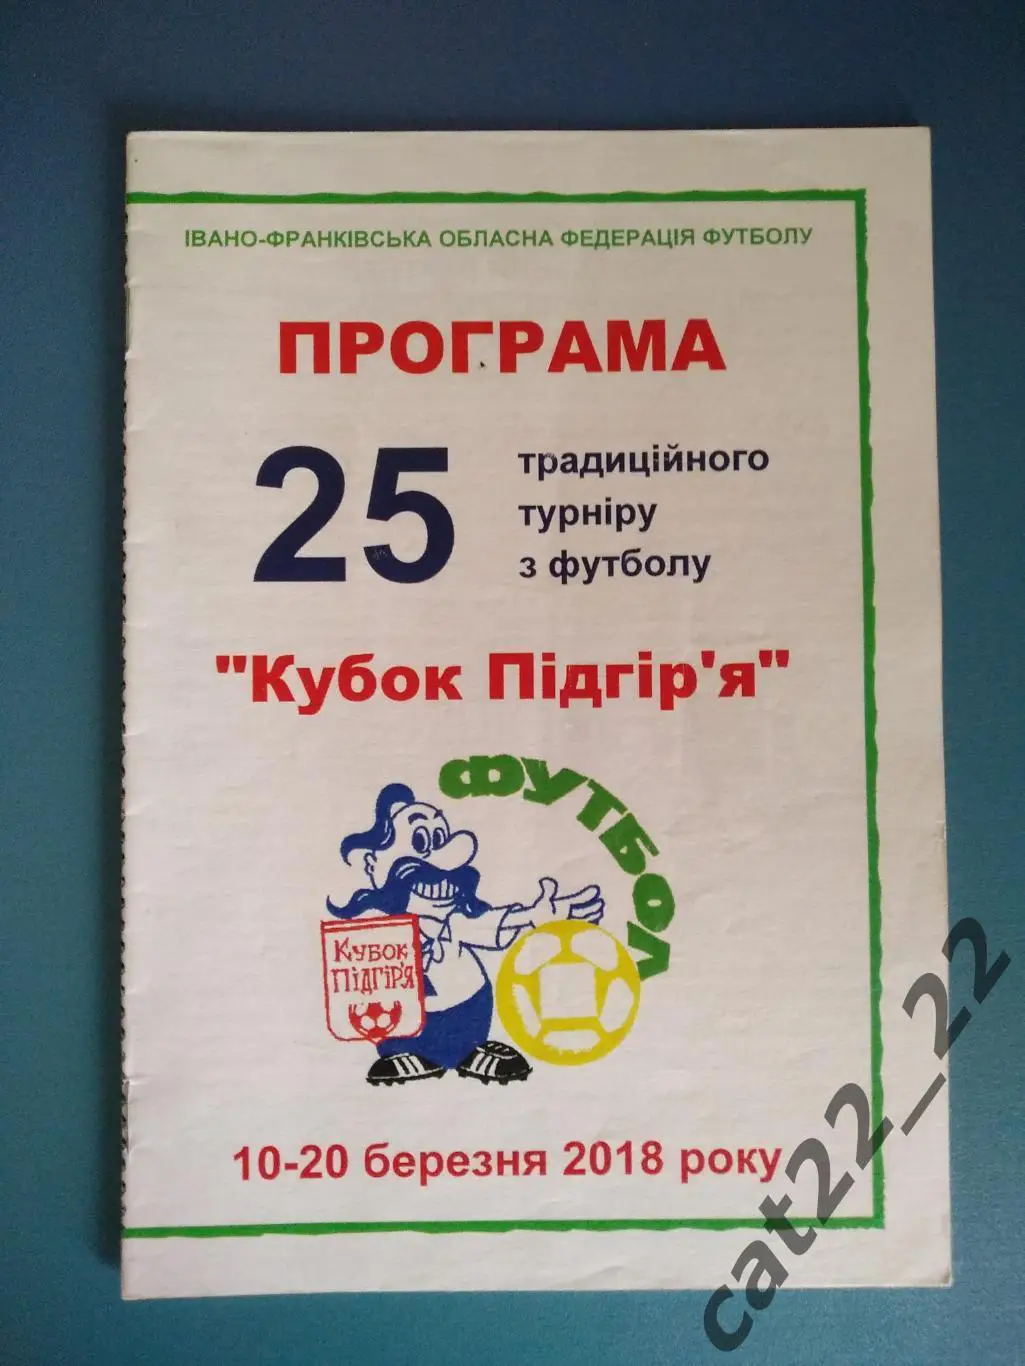 ІВАНО-ФРАНКІВСЬКА ОБЛАСНА ФЕДЕРАЦІЯ ФУТБОЛУ
ПРОГРАМА
25
традиційного
турніру
з футболу
"Кубок Підгір'я"
ФУТБОЛ
КУБОК
ПІДГІР'Я
10-20 березня 2018 року
cat22_22